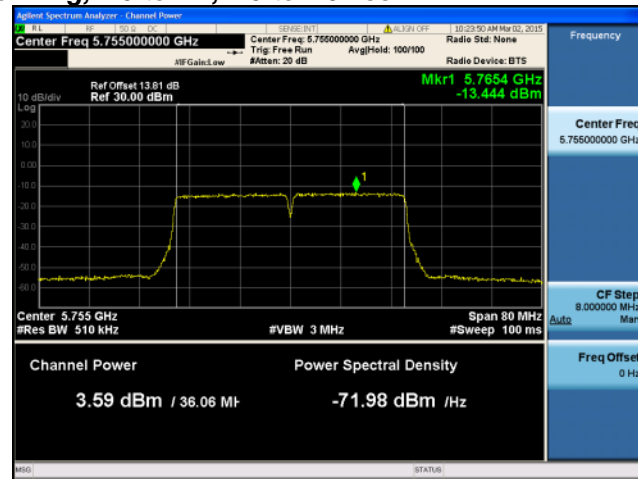 Agilent Spectrum Analyzer - Channel Power
RL RF 50 Ω DC SENSE:INT ALIGN OFF 10:23:50 AM Mar 02, 2015
Center Freq 5.755000000 GHz Center Freq: 5.755000000 GHz Radio Std: None Frequency
Trig: Free Run Avg|Hold: 100/100
#IFGain:Low #Atten: 20 dB Radio Device: BTS
Ref Offset 13.81 dB Mkr1 5.7654 GHz
10 dB/div Ref 30.00 dBm -13.444 dBm
Log
20.0
10.0
0.00
-10.0
-20.0
-30.0
-40.0
-50.0
-60.0
1
Center Freq
5.755000000 GHz
Center 5.755 GHz Span 80 MHz
#Res BW 510 kHz #VBW 3 MHz #Sweep 100 ms
CF Step
8.000000 MHz
Auto Man
Channel Power Power Spectral Density
3.59 dBm / 36.06 MH -71.98 dBm /Hz
Freq Offset
0 Hz
MSG STATUS